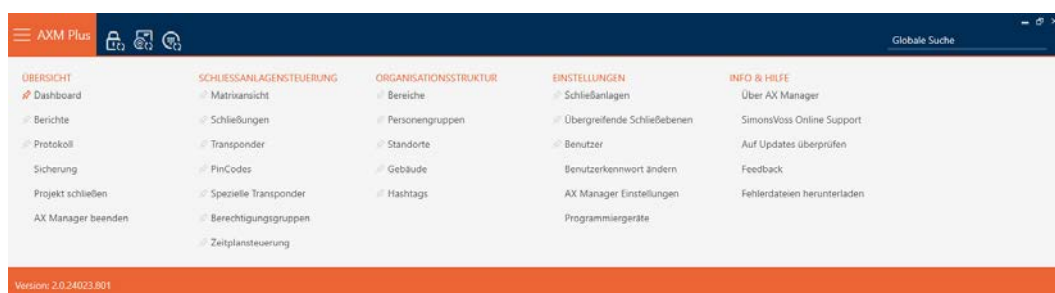 AXM Plus
Globale Suche
ÜBERSICHT
Dashboard
Berichte
Protokoll
Sicherung
Projekt schließen
AX Manager beenden
SCHLIESSANLAGENSTEUERUNG
Matrixansicht
Schließungen
Transponder
PinCodes
Spezielle Transponder
Berechtigungsgruppen
Zeitplansteuerung
ORGANISATIONSSTRUKTUR
Bereiche
Personengruppen
Standorte
Gebäude
Hashtags
EINSTELLUNGEN
Schließanlagen
Übergreifende Schließebenen
Benutzer
Benutzerkennwort ändern
AX Manager Einstellungen
Programmiergeräte
INFO & HILFE
Über AX Manager
SimonsVoss Online Support
Auf Updates überprüfen
Feedback
Fehlerdateien herunterladen
Version: 2.0.24023.801